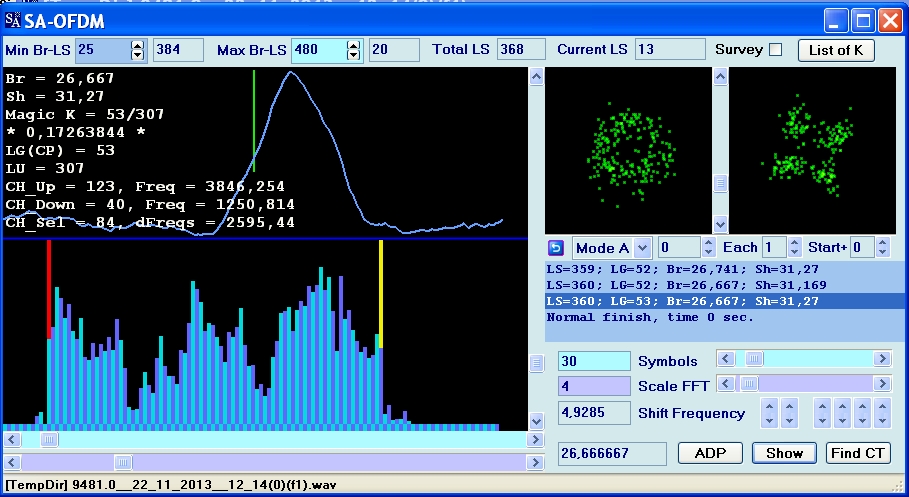 SA-OFDM
Min Br-LS 25 384 Max Br-LS 480 20 Total LS 368 Current LS 13 Survey List of K
Br = 26,667
Sh = 31,27
Magic K = 53/307
* 0,17263844 *
LG(CP) = 53
LU = 307
CH_Up = 123, Freq = 3846,254
CH_Down = 40, Freq = 1250,814
CH_Sel = 84, dFreqs = 2595,44
Mode A 0 Each 1 Start+ 0
LS=359; LG=52; Br=26,741; Sh=31,27
LS=360; LG=52; Br=26,667; Sh=31,169
LS=360; LG=53; Br=26,667; Sh=31,27
Normal finish, time 0 sec.
30 Symbols
4 Scale FFT
4,9285 Shift Frequency
26,666667 ADP Show Find CT
[TempDir] 9481.0__22_11_2013__12_14(0)(f1).wav